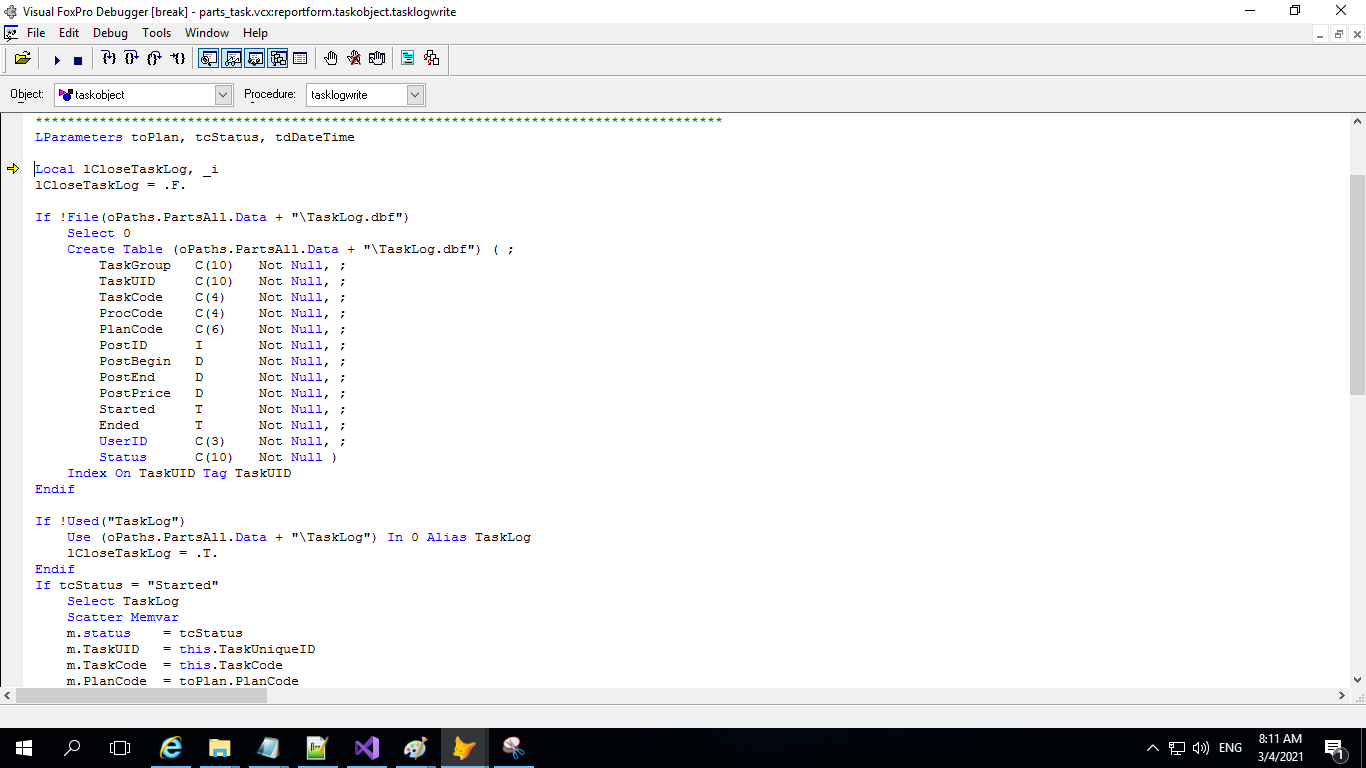 Visual FoxPro Debugger [break] - parts_task.vcx:reportform.taskobject.tasklogwrite
File Edit Debug Tools Window Help
Object: taskobject Procedure: tasklogwrite
**************************************************************************************
LParameters toPlan, tcStatus, tdDateTime
Local lCloseTaskLog, _i
lCloseTaskLog = .F.
If !File(oPaths.PartsAll.Data + "\TaskLog.dbf")
Select 0
Create Table (oPaths.PartsAll.Data + "\TaskLog.dbf") ( ;
TaskGroup C(10) Not Null, ;
TaskUID C(10) Not Null, ;
TaskCode C(4) Not Null, ;
ProcCode C(4) Not Null, ;
PlanCode C(6) Not Null, ;
PostID I Not Null, ;
PostBegin D Not Null, ;
PostEnd D Not Null, ;
PostPrice D Not Null, ;
Started T Not Null, ;
Ended T Not Null, ;
UserID C(3) Not Null, ;
Status C(10) Not Null )
Index On TaskUID Tag TaskUID
Endif
If !Used("TaskLog")
Use (oPaths.PartsAll.Data + "\TaskLog") In 0 Alias TaskLog
lCloseTaskLog = .T.
Endif
If tcStatus = "Started"
Select TaskLog
Scatter Memvar
m.status = tcStatus
m.TaskUID = this.TaskUniqueID
m.TaskCode = this.TaskCode
m.PlanCode = toPlan.PlanCode
ENG
8:11 AM
3/4/2021
1